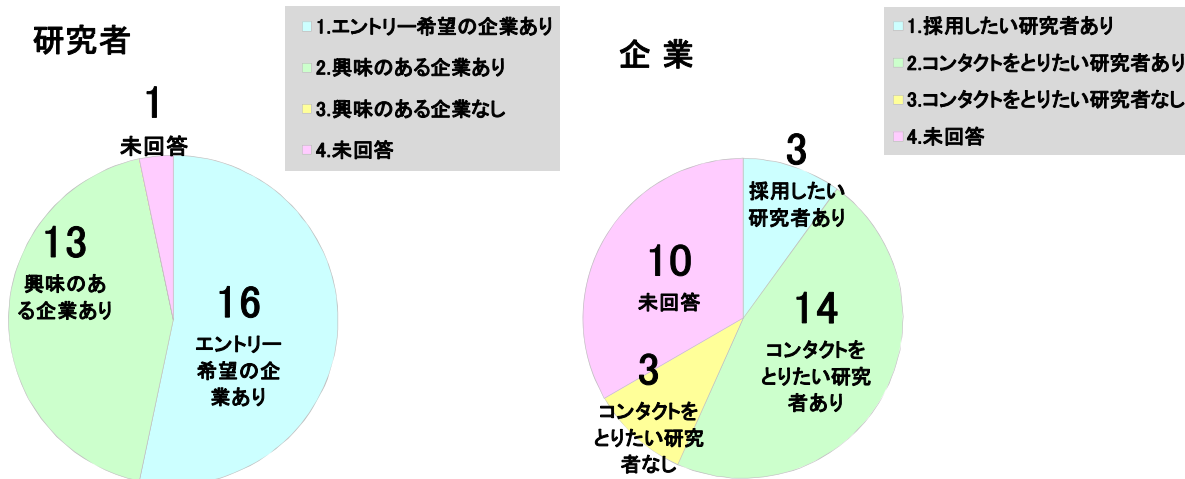 研究者
1.エントリー希望の企業あり
2.興味のある企業あり
3.興味のある企業なし
4.未回答
1
未回答
13
興味のあ
る企業あり
16
エントリー
希望の企
業あり
企 業
1.採用したい研究者あり
2.コンタクトをとりたい研究者あり
3.コンタクトをとりたい研究者なし
4.未回答
3
採用したい
研究者あり
10
未回答
14
コンタクトを
とりたい研究
者あり
3
コンタクトを
とりたい研究
者なし